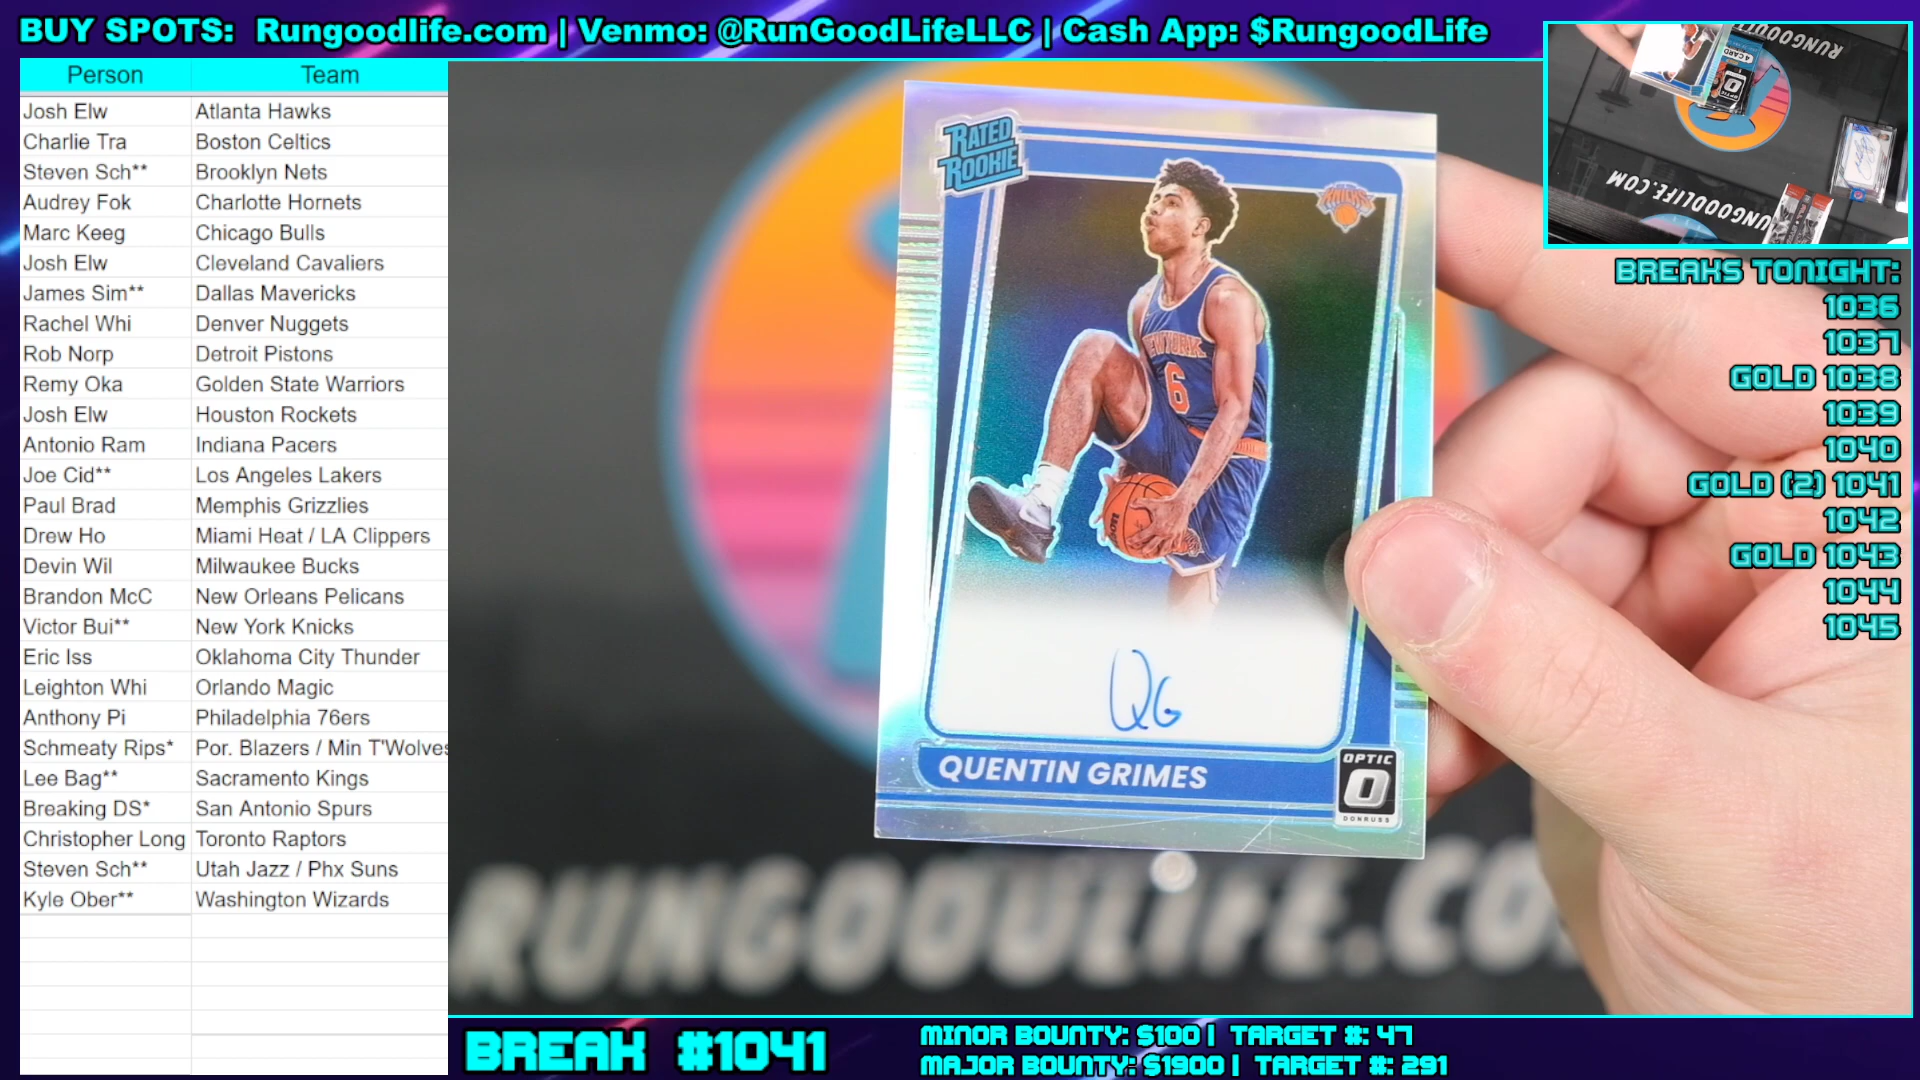 BUY SPOTS: Rungoodlife.com | Venmo: @RunGoodLifeLLC | Cash App: $RungoodLife
Person Team
Josh Elw Atlanta Hawks
Charlie Tra Boston Celtics
Steven Sch** Brooklyn Nets
Audrey Fok Charlotte Hornets
Marc Keeg Chicago Bulls
Josh Elw Cleveland Cavaliers
James Sim** Dallas Mavericks
Rachel Whi Denver Nuggets
Rob Norp Detroit Pistons
Remy Oka Golden State Warriors
Josh Elw Houston Rockets
Antonio Ram Indiana Pacers
Joe Cid** Los Angeles Lakers
Paul Brad Memphis Grizzlies
Drew Ho Miami Heat / LA Clippers
Devin Wil Milwaukee Bucks
Brandon McC New Orleans Pelicans
Victor Bui** New York Knicks
Eric Iss Oklahoma City Thunder
Leighton Whi Orlando Magic
Anthony Pi Philadelphia 76ers
Schmeaty Rips* Por. Blazers / Min T'Wolves
Lee Bag** Sacramento Kings
Breaking DS* San Antonio Spurs
Christopher Long Toronto Raptors
Steven Sch** Utah Jazz / Phx Suns
Kyle Ober** Washington Wizards
RATED
ROOKIE
KNICKS
NEW YORK
6
QG
QUENTIN GRIMES
OPTIC
DONRUSS
RUNGOODLIFE.CO
RUNGOOD
RUNGOODLIFE.COM
4 CARD
BREAKS TONIGHT:
1036
1037
GOLD 1038
1039
1040
GOLD (2) 1041
1042
GOLD 1043
1044
1045
BREAK #1041
MINOR BOUNTY: $100 | TARGET #: 47
MAJOR BOUNTY: $1900 | TARGET #: 291